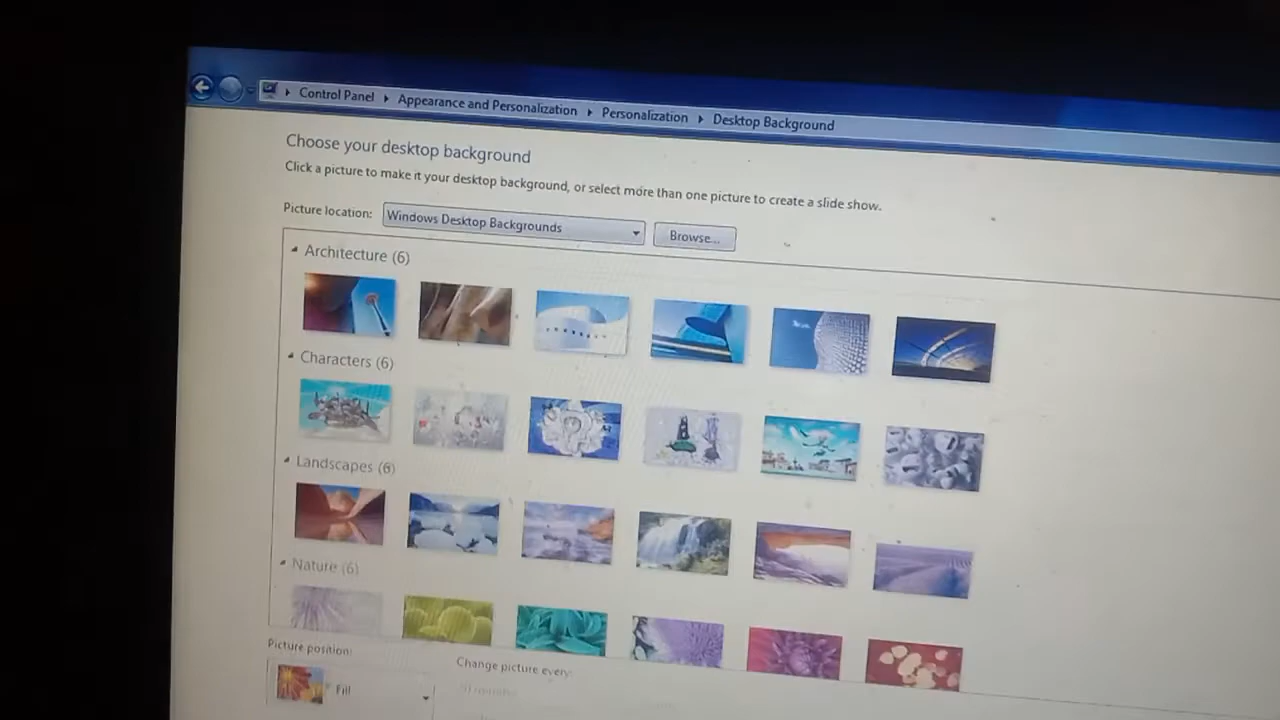 Control Panel Appearance and Personalization Personalization Desktop Background
Choose your desktop background
Click a picture to make it your desktop background, or select more than one picture to create a slide show.
Picture location: Windows Desktop Backgrounds Browse...
Architecture (6)
Characters (6)
Landscapes (6)
Nature (6)
Picture position: Change picture every:
Fill